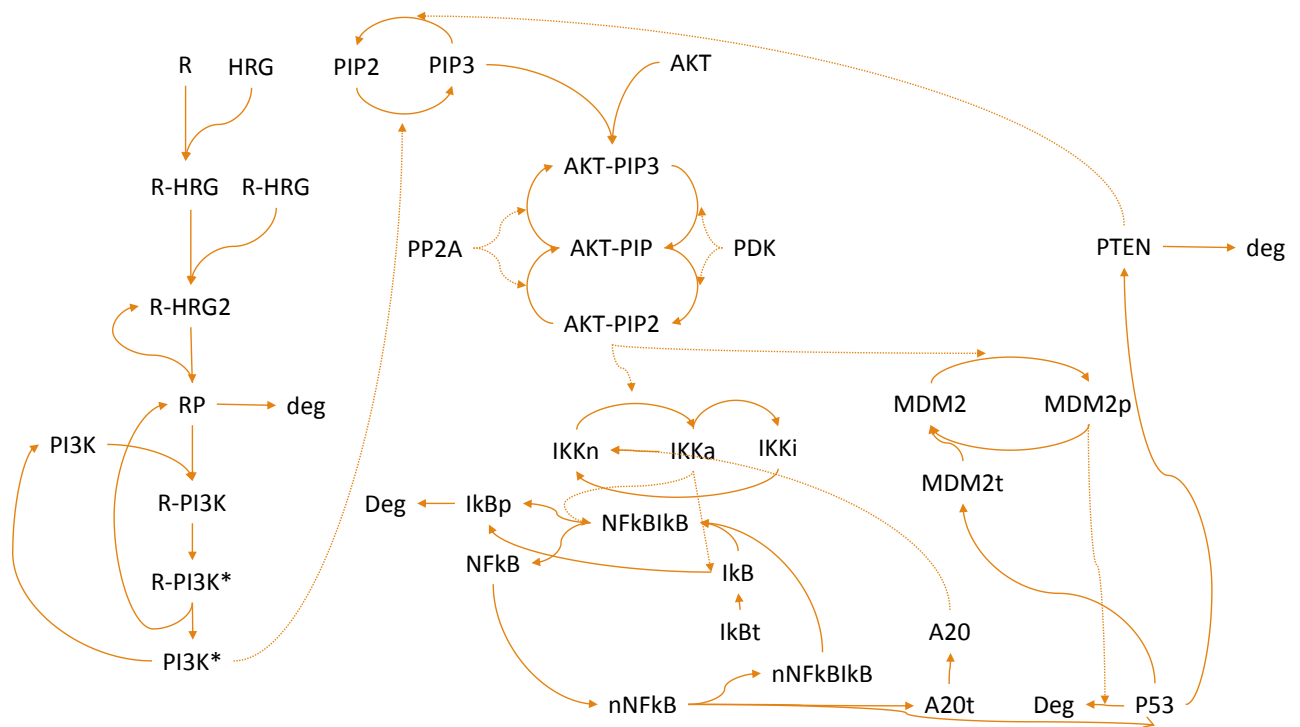 R
HRG
PIP2
PIP3
AKT
R-HRG
R-HRG
AKT-PIP3
PP2A
AKT-PIP
PDK
PTEN
deg
R-HRG2
AKT-PIP2
RP
deg
MDM2
MDM2p
PI3K
IKKn
IKKa
IKKi
R-PI3K
MDM2t
Deg
IkBp
NFkBIkB
R-PI3K*
NFkB
IkB
IkBt
A20
PI3K*
nNFkBIkB
nNFkB
A20t
Deg
P53